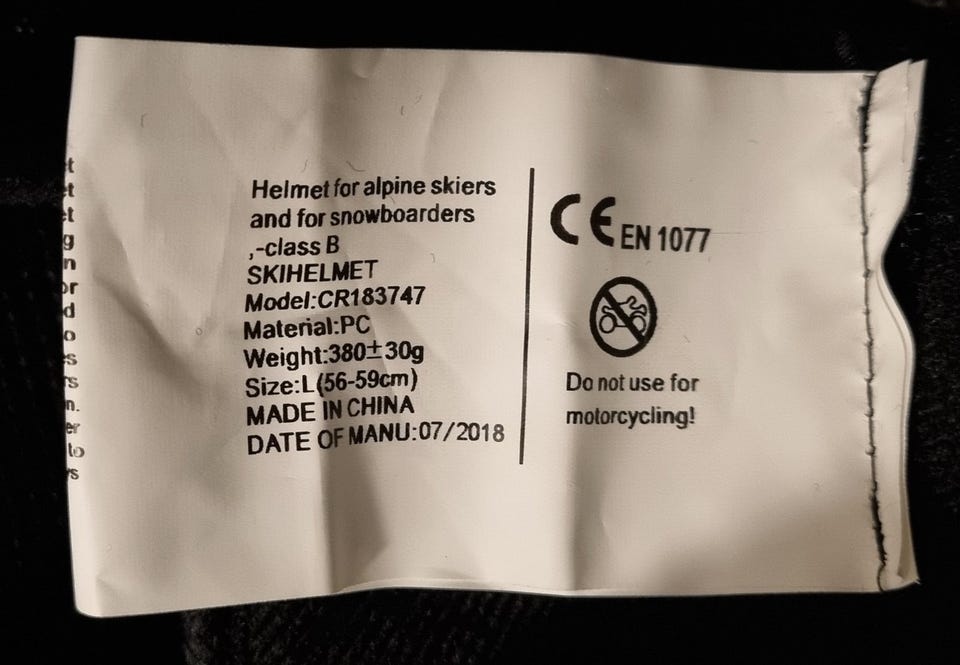 Helmet for alpine skiers
and for snowboarders
,-class B
SKIHELMET
Model:CR183747
Material:PC
Weight:380±30g
Size:L(56-59cm)
MADE IN CHINA
DATE OF MANU:07/2018
CE EN 1077
Do not use for
motorcycling!